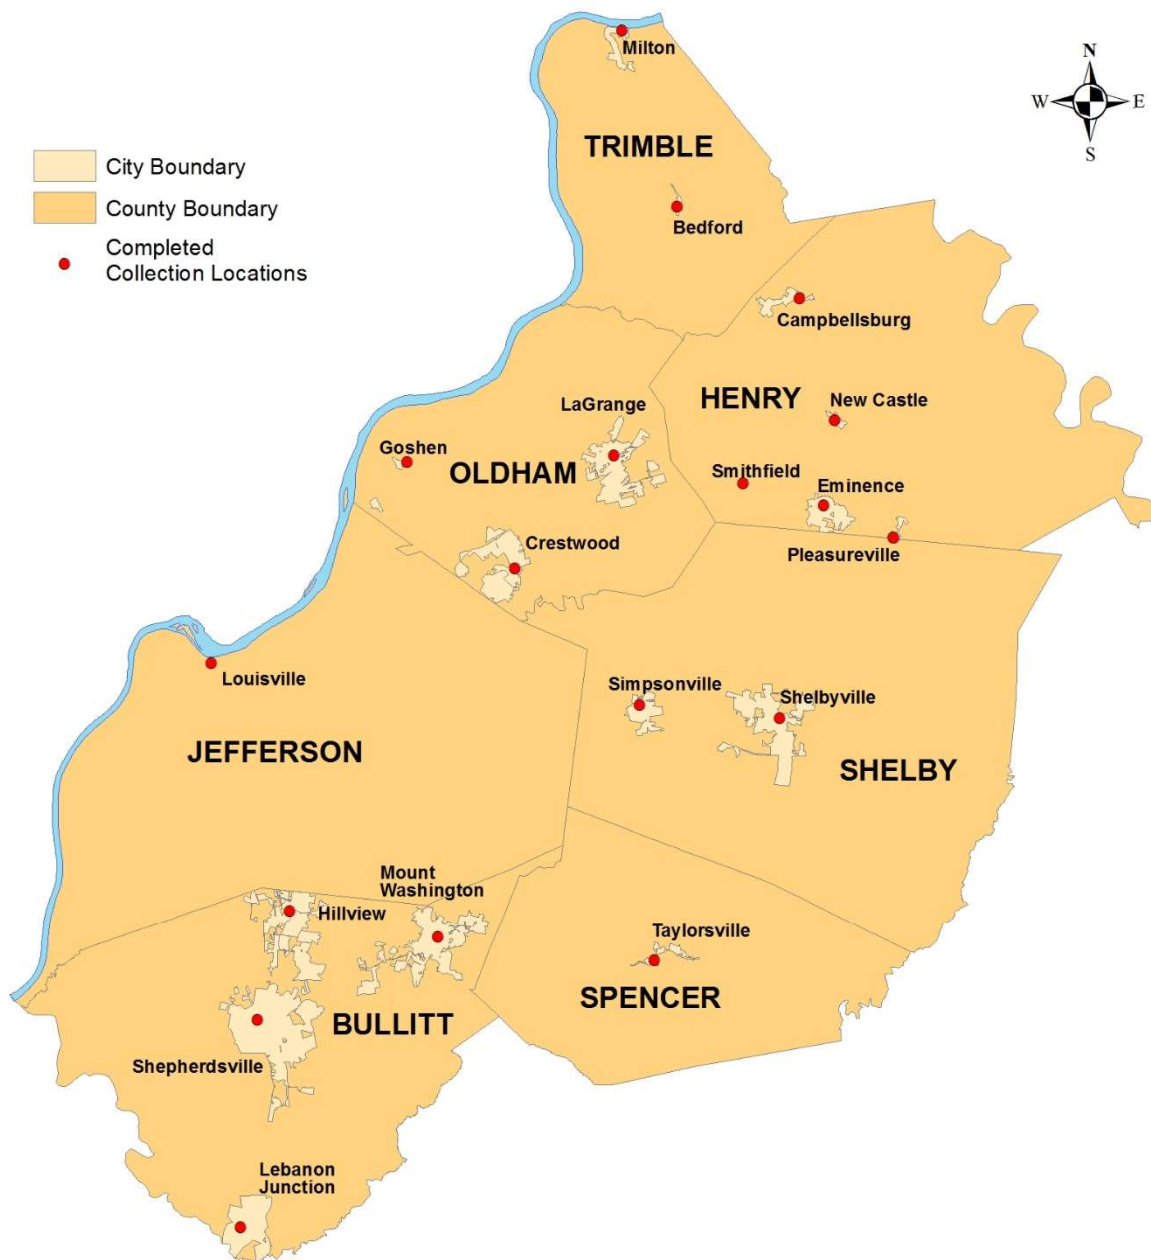 Milton
N
W
E
S
TRIMBLE
City Boundary
County Boundary
Completed
Collection Locations
Bedford
Campbellsburg
HENRY
New Castle
LaGrange
Goshen
OLDHAM
Smithfield
Eminence
Crestwood
Pleasureville
Louisville
Simpsonville
Shelbyville
JEFFERSON
SHELBY
Mount
Washington
Hillview
Taylorsville
SPENCER
BULLITT
Shepherdsville
Lebanon
Junction